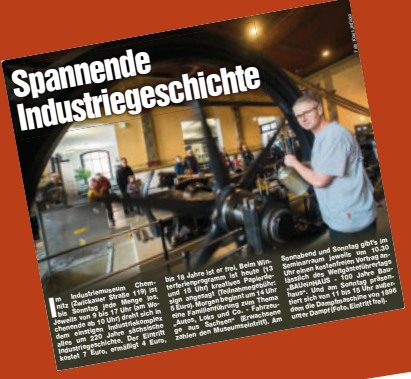 Spannende
Industriegeschichte
Im Industriemuseum Chem-
nitz (Zwickauer Straße 119) ist
bis Sonntag jede Menge los.
Jeweils von 9 bis 17 Uhr (am Wo-
chenende ab 10 Uhr) dreht sich in
dem einstigen Industriekomplex
alles um 220 Jahre sächsische
Industriegeschichte. Der Eintritt
kostet 7 Euro, ermäßigt 4 Euro,
bis 18 Jahre ist er frei. Beim Win-
terferienprogramm ist heute (13
und 15 Uhr) kreatives Papierde-
sign angesagt (Teilnahmegebühr:
5 Euro). Morgen beginnt um 14 Uhr
eine Familienführung zum Thema
„Autos, Loks und Co. - Fahrzeu-
ge aus Sachsen“ (Erwachsene
zahlen den Museumseintritt). Am
Sonnabend und Sonntag gibt's im
Seminarraum jeweils um 10.30
Uhr einen kostenfreien Vortrag an-
lässlich des Weltgästeführertags
„BAUeinHAUS - 100 Jahre Bau-
haus“. Und am Sonntag präsen-
tiert sich von 11 bis 15 Uhr außer-
dem die Dampfmaschine von 1896
unter Dampf (Foto, Eintritt frei).